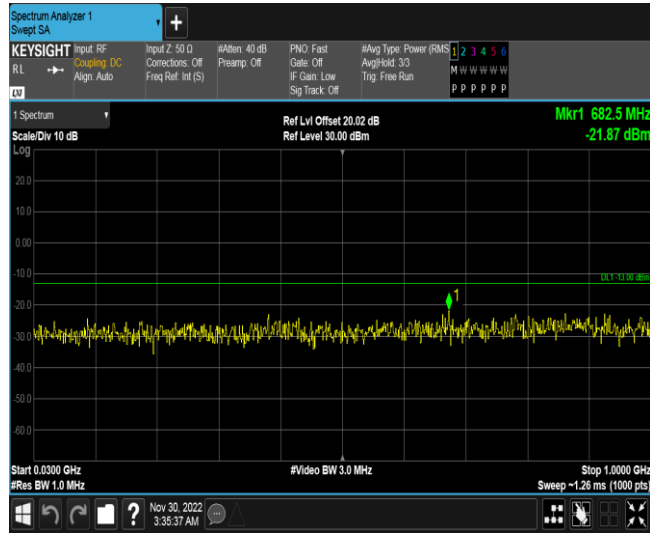 Spectrum Analyzer 1
Swept SA
+
KEYSIGHT
RL
LXI
Input: RF
Coupling: DC
Align: Auto
Input Z: 50 Ω
Corrections: Off
Freq Ref: Int (S)
#Atten: 40 dB
Preamp: Off
PNO: Fast
Gate: Off
IF Gain: Low
Sig Track: Off
#Avg Type: Power (RMS
Avg|Hold: 3/3
Trig: Free Run
1 2 3 4 5 6
M W W W W W
P P P P P P
1 Spectrum
Scale/Div 10 dB
Log
Ref Lvl Offset 20.02 dB
Ref Level 30.00 dBm
Mkr1 682.5 MHz
-21.87 dBm
20.0
10.0
0.00
-10.0
DL1 -13.00 dBm
1
-20.0
-30.0
-40.0
-50.0
-60.0
Start 0.0300 GHz
#Res BW 1.0 MHz
#Video BW 3.0 MHz
Stop 1.0000 GHz
Sweep ~1.26 ms (1000 pts)
?
Nov 30, 2022
3:35:37 AM